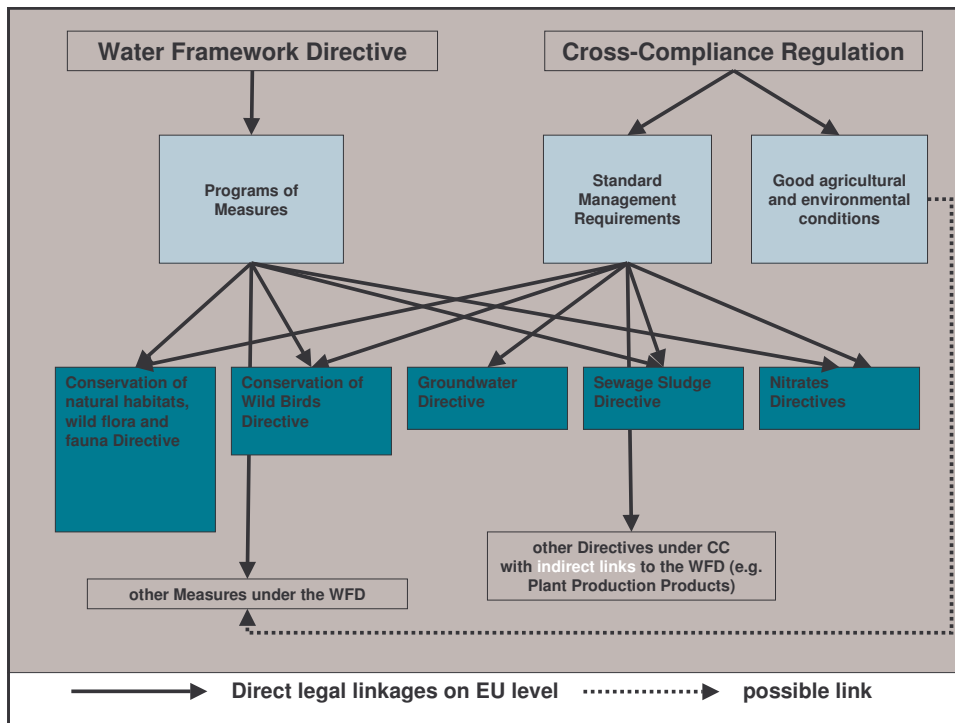 Water Framework Directive
Cross-Compliance Regulation
Programs of
Measures
Standard
Management
Requirements
Good agricultural
and environmental
conditions
Conservation of
natural habitats,
wild flora and
fauna Directive
Conservation of
Wild Birds
Directive
Groundwater
Directive
Sewage Sludge
Directive
Nitrates
Directives
other Directives under CC
with indirect links to the WFD (e.g.
Plant Production Products)
other Measures under the WFD
Direct legal linkages on EU level
possible link